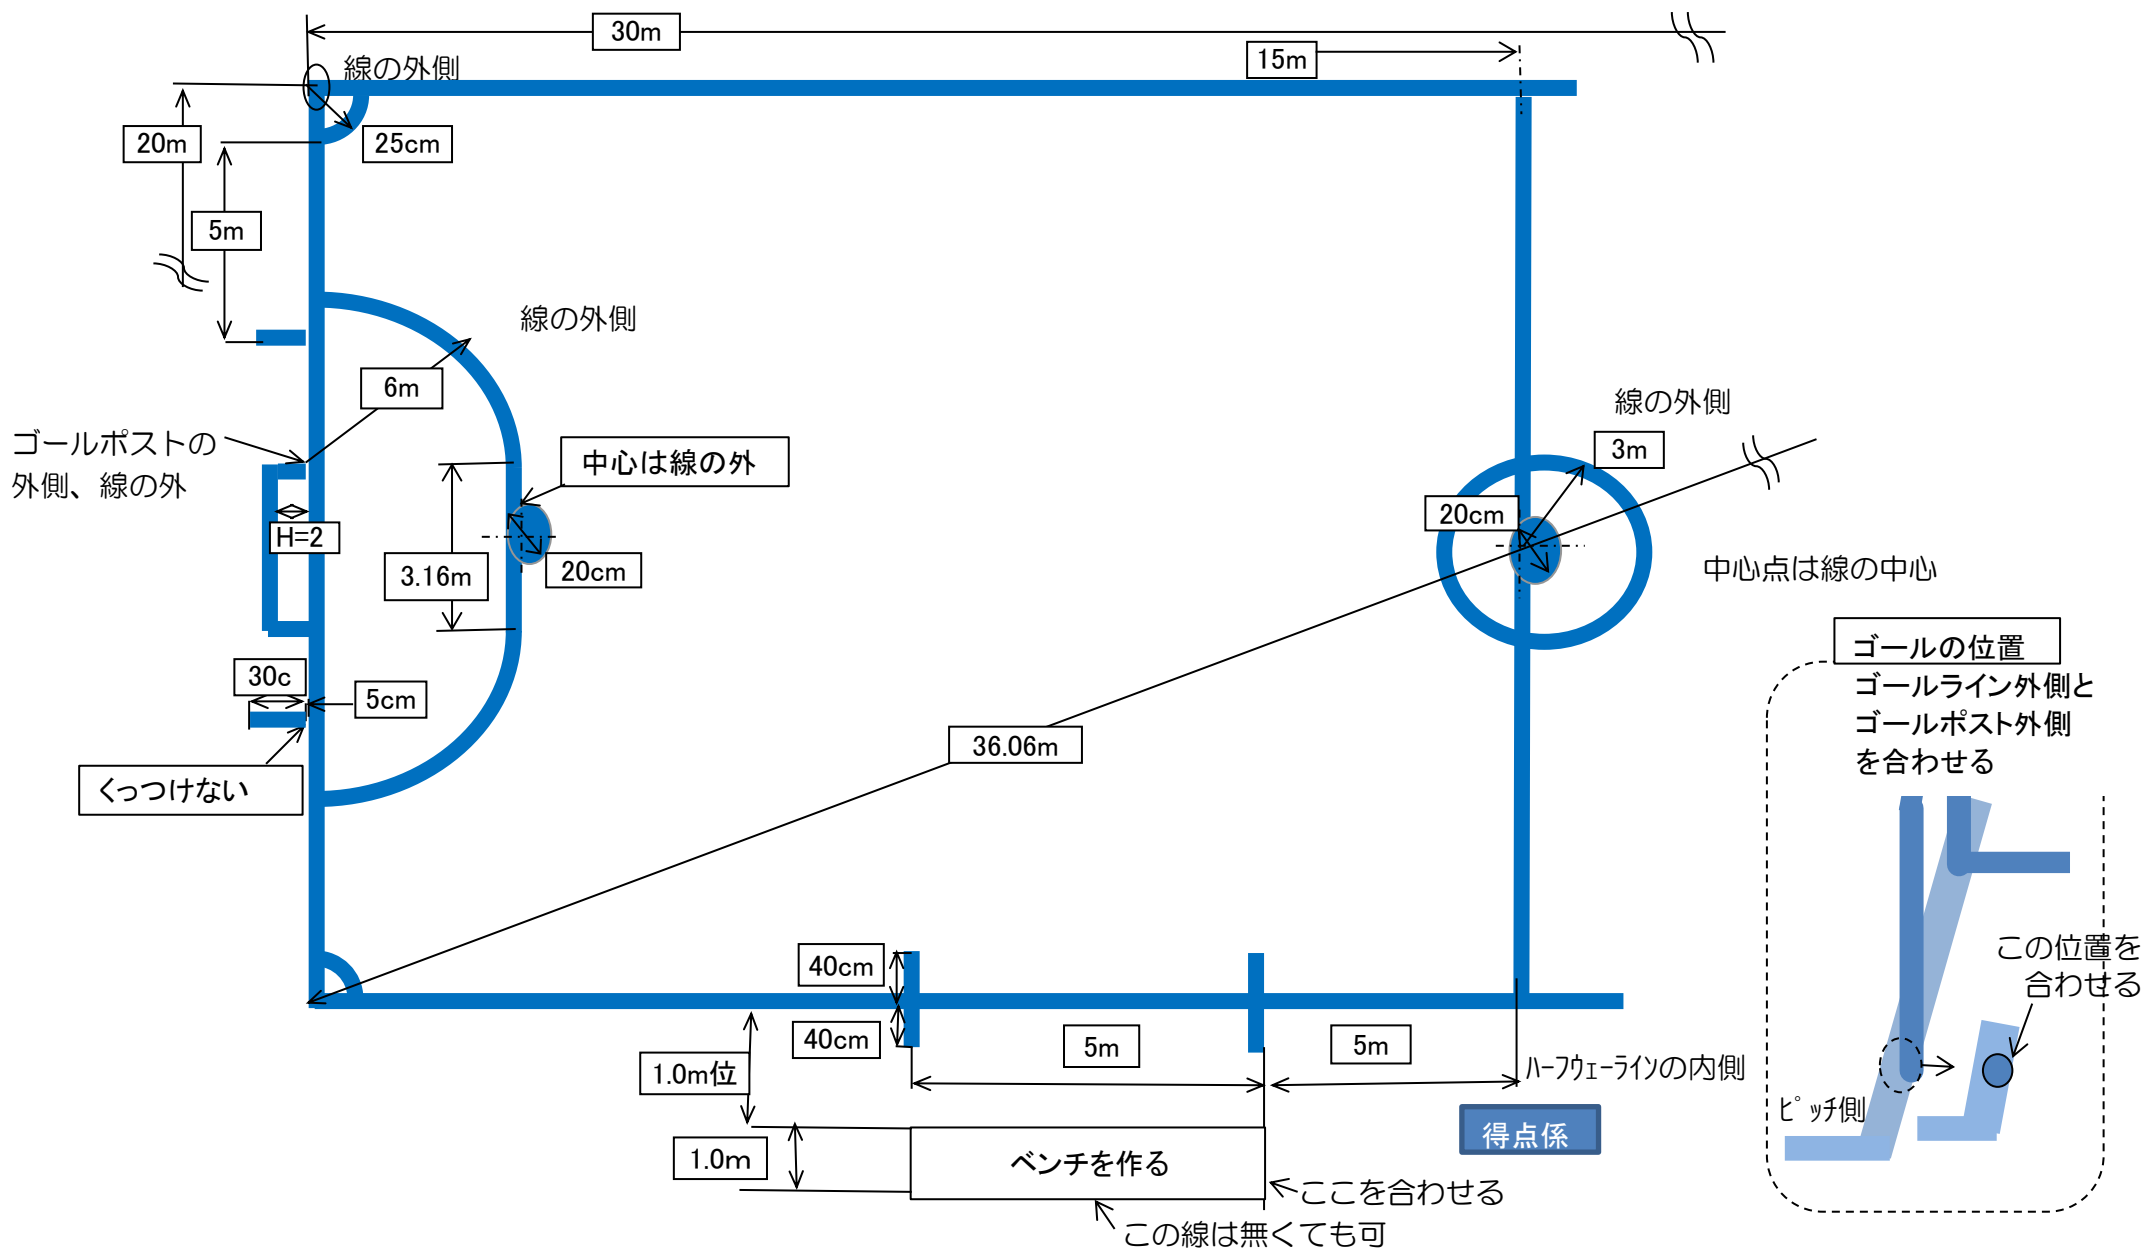 30m
15m
線の外側
20m
25cm
5m
線の外側
6m
線の外側
3m
ゴールポストの
外側、線の外
中心は線の外
20cm
H=2
3.16m
20cm
中心点は線の中心
ゴールの位置
ゴールライン外側と
ゴールポスト外側
を合わせる
30c
5cm
36.06m
くっつけない
この位置を
合わせる
40cm
40cm
5m
5m
1.0m位
ﾊｰﾌｳｪｰﾗｲﾝの内側
ﾋﾟｯﾁ側
得点係
1.0m
ベンチを作る
ここを合わせる
この線は無くても可